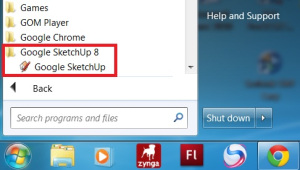 Games
GOM Player
Google Chrome
Google SketchUp 8
Google SketchUp
Back
Search programs and files
Help and Support
Shut down
zynga
FL